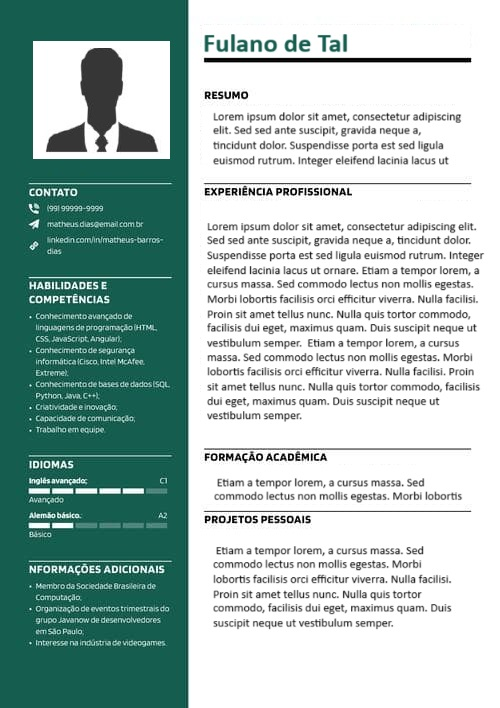 Fulano de Tal
RESUMO
Lorem ipsum dolor sit amet, consectetur adipiscing
elit. Sed sed ante suscipit, gravida neque a,
tincidunt dolor. Suspendisse porta est sed ligula
euismod rutrum. Integer eleifend lacinia lacus ut
EXPERIÊNCIA PROFISSIONAL
Lorem ipsum dolor sit amet, consectetur adipiscing elit.
Sed sed ante suscipit, gravida neque a, tincidunt dolor.
Suspendisse porta est sed ligula euismod rutrum. Integer
eleifend lacinia lacus ut ornare. Etiam a tempor lorem, a
cursus massa. Sed commodo lectus non mollis egestas.
Morbi lobortis facilisis orci efficitur viverra. Nulla facilisi.
Proin sit amet tellus nunc. Nulla quis tortor commodo,
facilisis dui eget, maximus quam. Duis suscipit neque ut
vestibulum semper. Etiam a tempor lorem, a cursus
massa. Sed commodo lectus non mollis egestas. Morbi
lobortis facilisis orci efficitur viverra. Nulla facilisi. Proin
sit amet tellus nunc. Nulla quis tortor commodo, facilisis
dui eget, maximus quam. Duis suscipit neque ut
vestibulum semper.
FORMAÇÃO ACADÊMICA
Etiam a tempor lorem, a cursus massa. Sed
commodo lectus non mollis egestas. Morbi lobortis
PROJETOS PESSOAIS
Etiam a tempor lorem, a cursus massa. Sed
commodo lectus non mollis egestas. Morbi
lobortis facilisis orci efficitur viverra. Nulla facilisi.
Proin sit amet tellus nunc. Nulla quis tortor
commodo, facilisis dui eget, maximus quam. Duis
suscipit neque ut vestibulum semper.
CONTATO
(99) 99999-9999
matheus.dias@email.com.br
linkedin.com/in/matheus-barros-
dias
HABILIDADES E
COMPETÊNCIAS
• Conhecimento avançado de
linguagens de programação (HTML,
CSS, JavaScript, Angular);
• Conhecimento de segurança
informática (Cisco, Intel McAfee,
Extreme);
• Conhecimento de bases de dados (SQL,
Python, Java, C++);
• Criatividade e inovação;
• Capacidade de comunicação;
• Trabalho em equipe.
IDIOMAS
Inglês avançado; C1
Avançado
Alemão básico. A2
Básico
NFORMAÇÕES ADICIONAIS
• Membro da Sociedade Brasileira de
Computação;
• Organização de eventos trimestrais do
grupo Javanow de desenvolvedores
em São Paulo;
• Interesse na indústria de videogames.